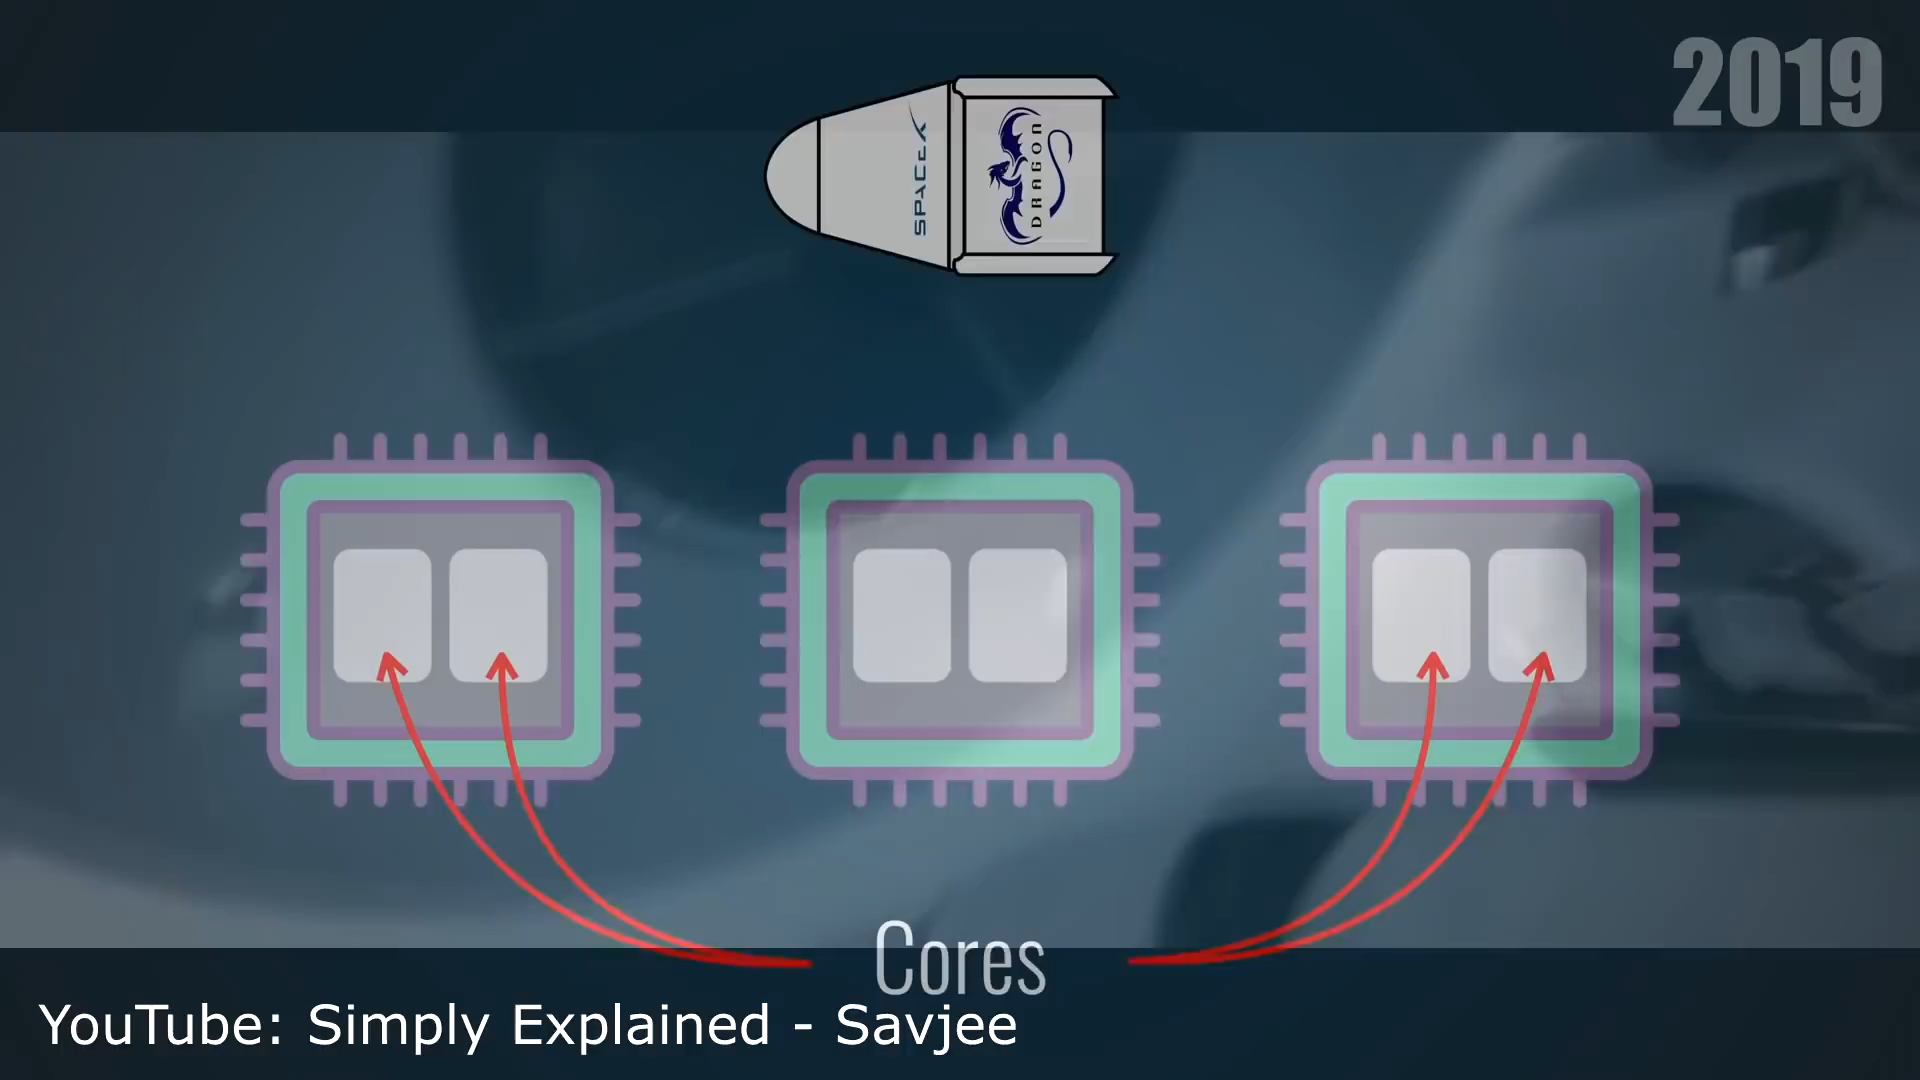 2019
SPACEX
DRAGON
Cores
YouTube: Simply Explained - Savjee